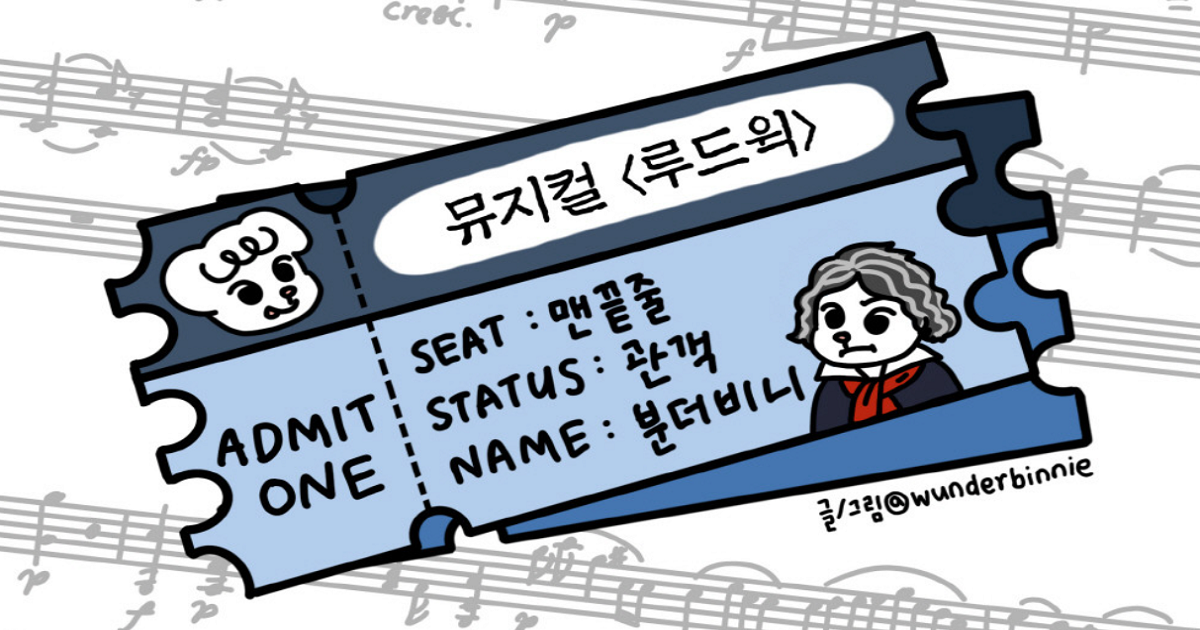 cresc.
p
f
fp
뮤지컬 <루드윅>
SEAT : 맨끝줄
STATUS : 관객
NAME : 분더비니
ADMIT
ONE
글/그림@wunderbinnie
p
f
p
p